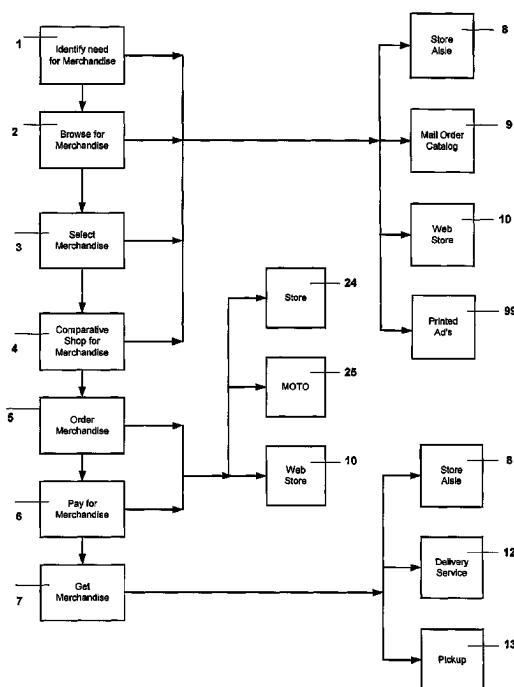 1
Identify need
for Merchandise
2
Browse for
Merchandise
3
Select
Merchandise
4
Comparative
Shop for
Merchandise
5
Order
Merchandise
6
Pay for
Merchandise
7
Get
Merchandise
8
Store
Aisle
9
Mail Order
Catalog
10
Web
Store
99
Printed
Ad's
24
Store
25
MOTO
10
Web
Store
8
Store
Aisle
12
Delivery
Service
13
Pickup